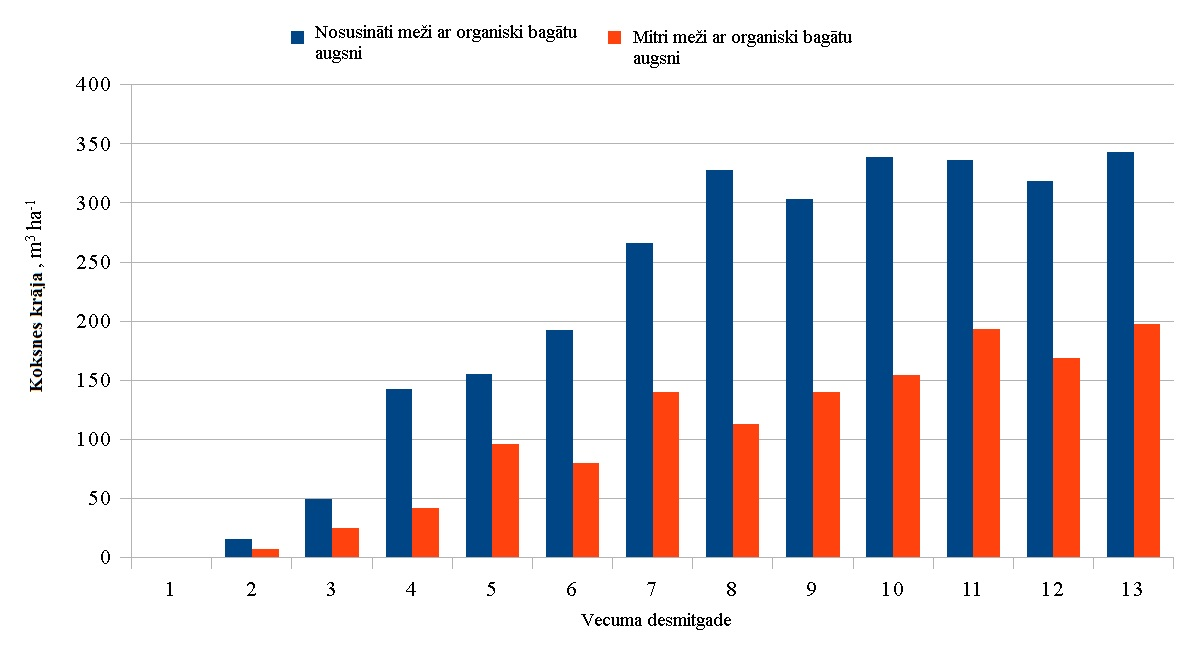 Nosusināti meži ar organiski bagātu
augsni
Mitri meži ar organiski bagātu
augsni
400
350
300
250
200
150
100
50
0
Koksnes krāja , m³ ha⁻¹
1 2 3 4 5 6 7 8 9 10 11 12 13
Vecuma desmitgade